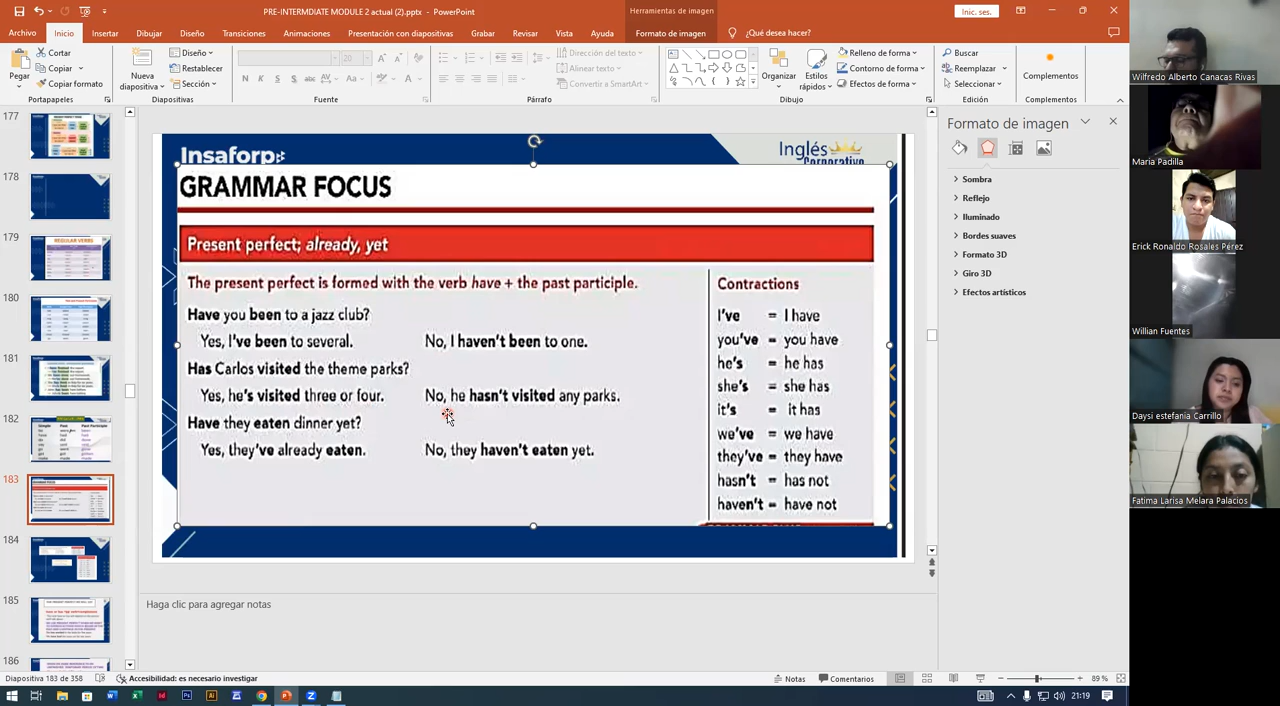 PRE-INTERMDIATE MODULE 2 actual (2).pptx - PowerPoint
Herramientas de imagen
Inic. ses.
Archivo Inicio Insertar Dibujar Diseño Transiciones Animaciones Presentación con diapositivas Grabar Revisar Vista Ayuda Formato de imagen ¿Qué desea hacer?
Pegar
Cortar
Copiar
Copiar formato
Portapapeles
Nueva
diapositiva
Diseño
Restablecer
Sección
Diapositivas
20
N K S S
Aa
Fuente
Dirección del texto
Alinear texto
Convertir a SmartArt
Párrafo
Organizar
Estilos
rápidos
Relleno de forma
Contorno de forma
Efectos de forma
Dibujo
Buscar
Reemplazar
Seleccionar
Edición
Complementos
Complementos
177
178
179
REGULAR VERBS
180
181
182
183
184
185
186
Insaforp
Inglés
Corporativo
GRAMMAR FOCUS
Present perfect; already, yet
The present perfect is formed with the verb have + the past participle.
Have you been to a jazz club?
Yes, I've been to several. No, I haven't been to one.
Has Carlos visited the theme parks?
Yes, he's visited three or four. No, he hasn't visited any parks.
Have they eaten dinner yet?
Yes, they've already eaten. No, they haven't eaten yet.
Contractions
I've = I have
you've = you have
he's = he has
she's = she has
it's = it has
we've = we have
they've = they have
hasn't = has not
haven't = have not
Haz clic para agregar notas
Formato de imagen
Sombra
Reflejo
Iluminado
Bordes suaves
Formato 3D
Giro 3D
Efectos artísticos
Wilfredo Alberto Canacas Rivas
Maria Padilla
Erick Ronaldo Rosales Pérez
Willian Fuentes
Daysi estefania Carrillo
Fatima Larisa Melara Palacios
Diapositiva 183 de 358
Accesibilidad: es necesario investigar
Notas
Comentarios
89 %
21:19